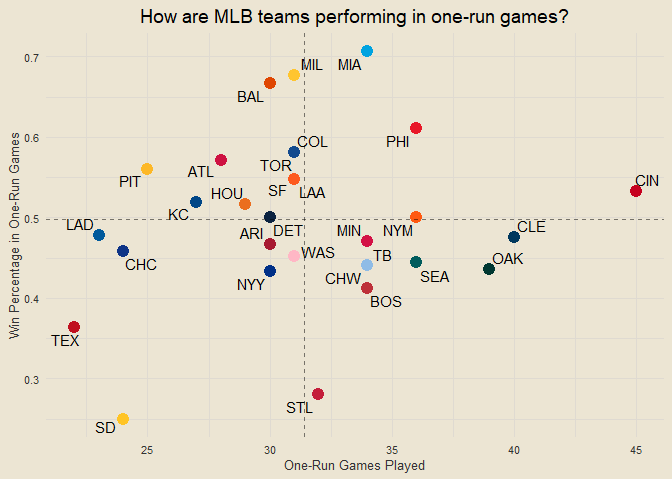 How are MLB teams performing in one-run games?
Win Percentage in One-Run Games
0.7
0.6
0.5
0.4
0.3
MIL
MIA
BAL
PHI
COL
TOR
ATL
PIT
SF
LAA
HOU
CIN
KC
LAD
ARI
DET
MIN
NYM
CLE
CHC
WAS
TB
OAK
NYY
CHW
SEA
BOS
TEX
STL
SD
25
30
35
40
45
One-Run Games Played